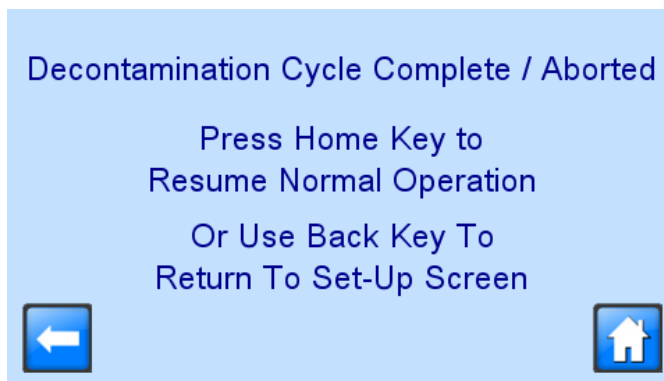 Decontamination Cycle Complete / Aborted
Press Home Key to
Resume Normal Operation
Or Use Back Key To
Return To Set-Up Screen